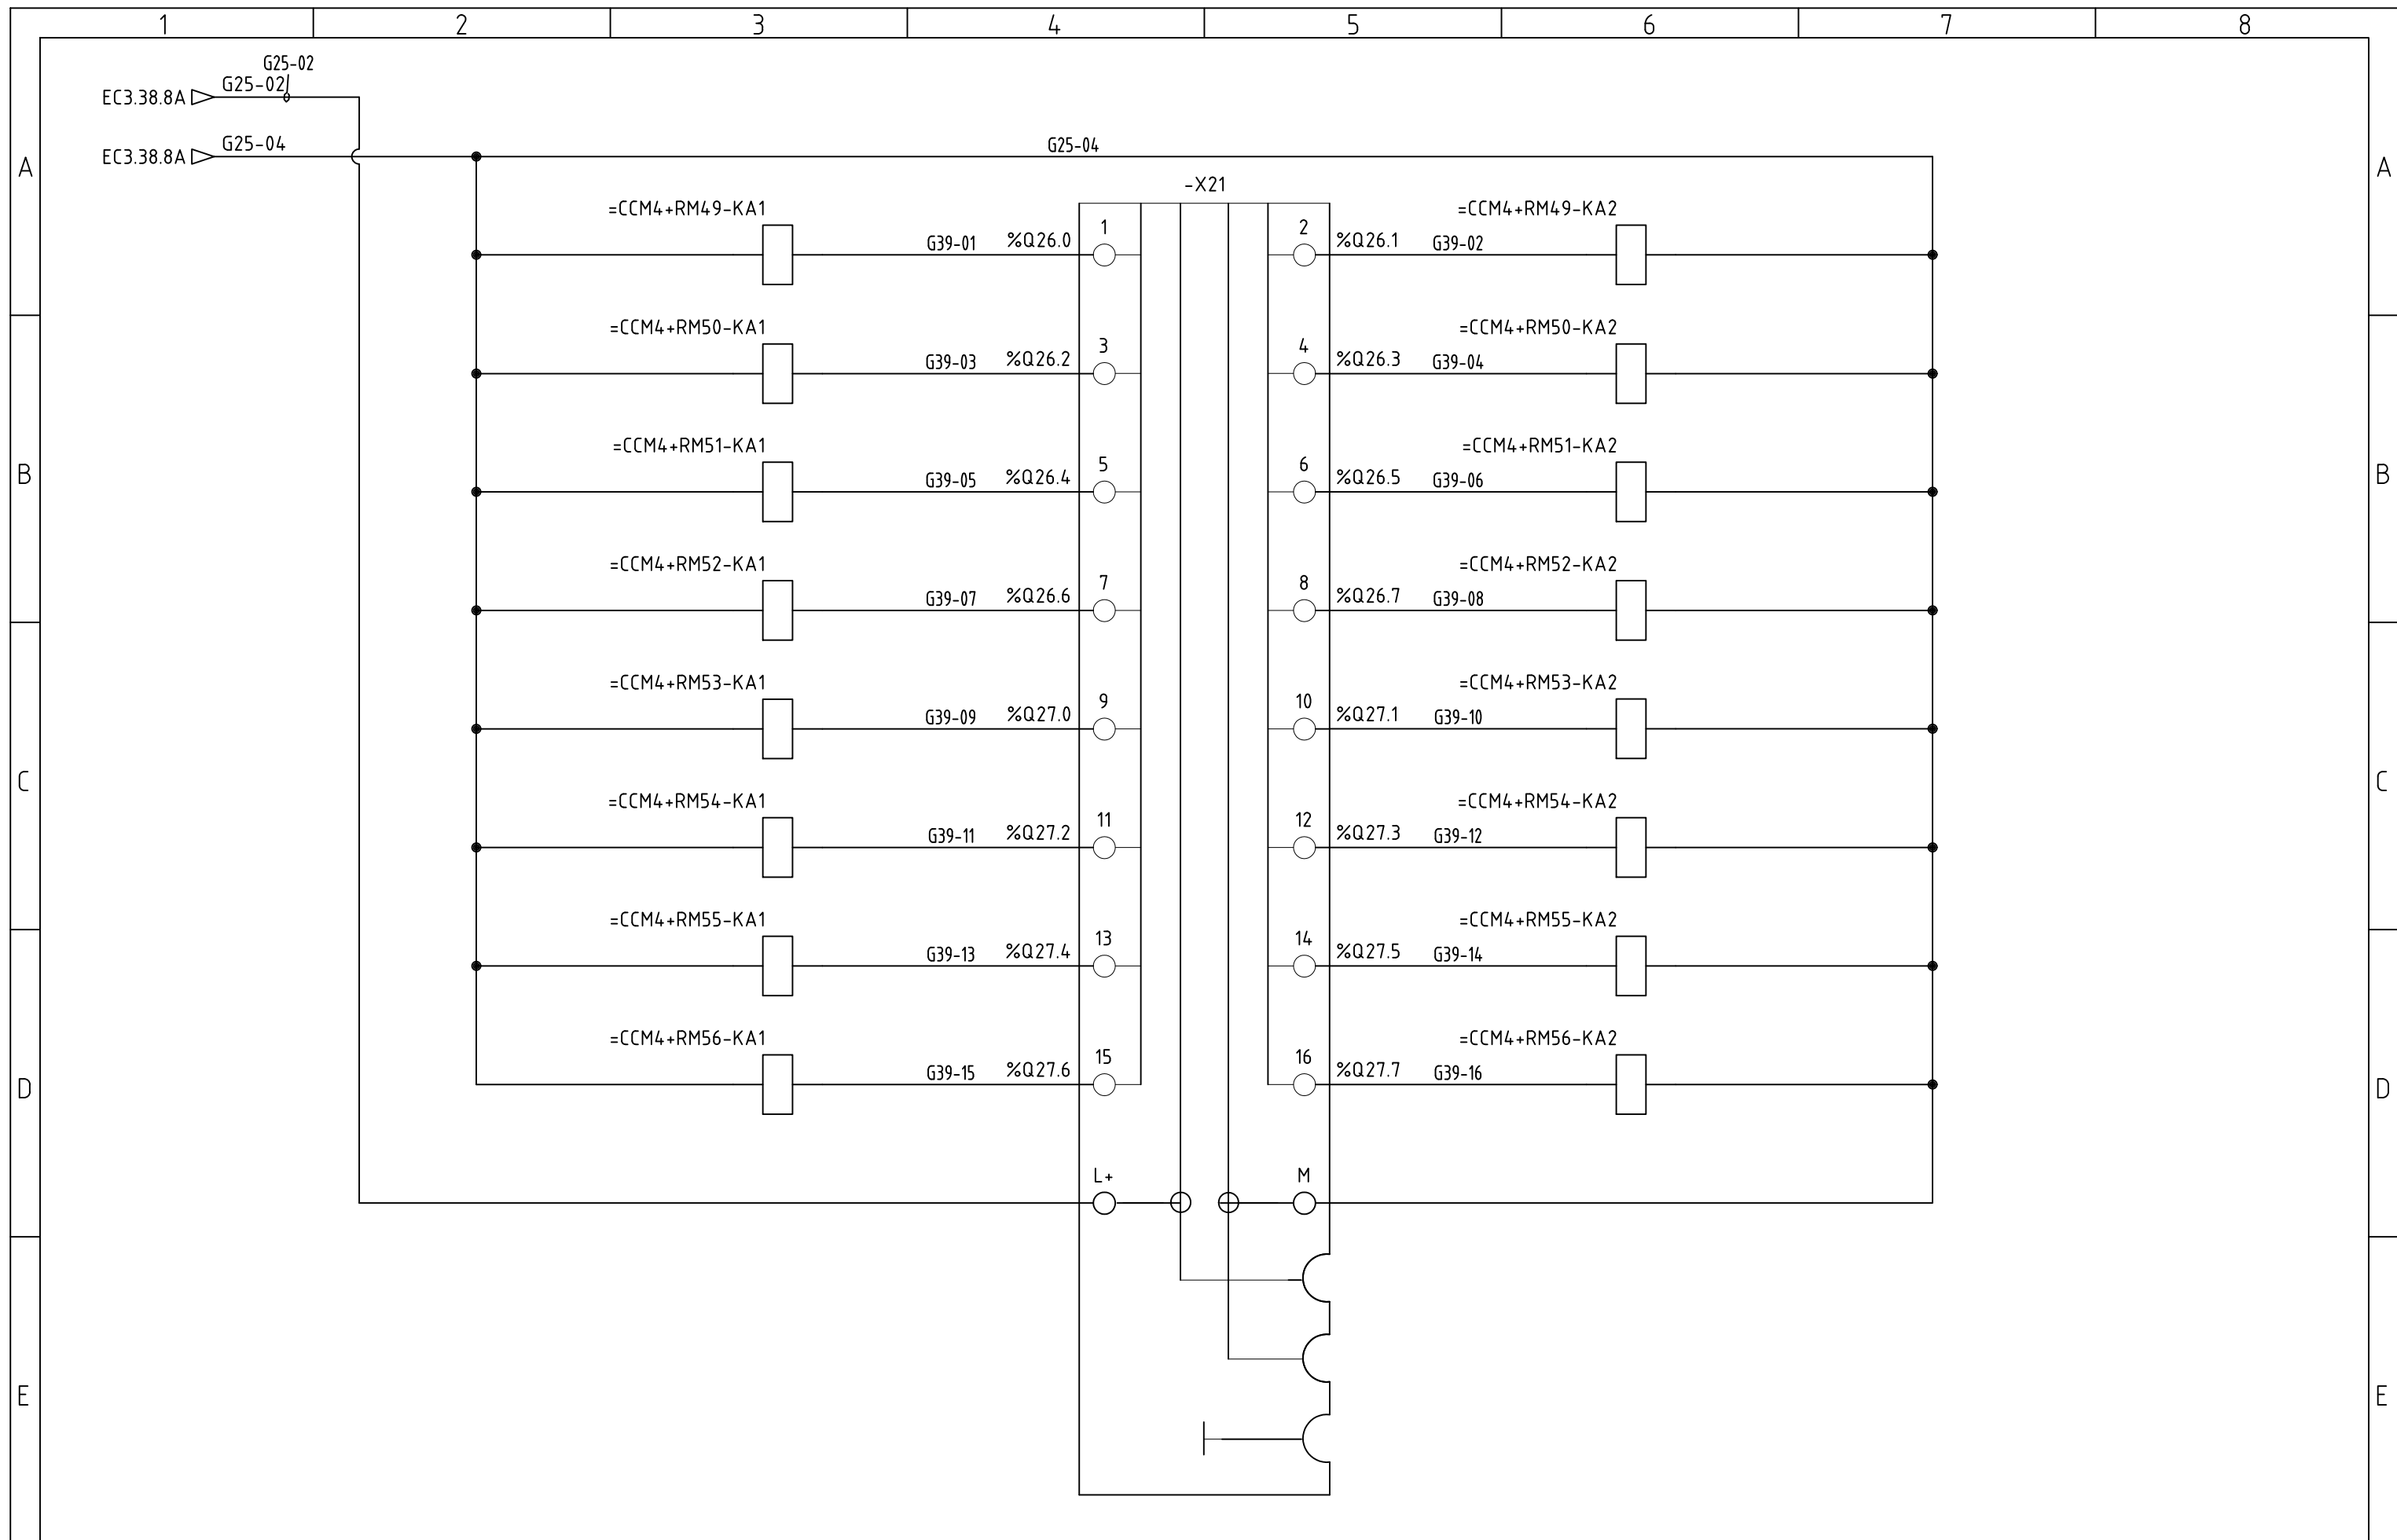 1 2 3 4 5 6 7 8
G25-02
EC3.38.8A G25-02
EC3.38.8A G25-04 G25-04
A A
-X21
=CCM4+RM49-KA1 =CCM4+RM49-KA2
G39-01 %Q26.0 1 2 %Q26.1 G39-02
=CCM4+RM50-KA1 =CCM4+RM50-KA2
G39-03 %Q26.2 3 4 %Q26.3 G39-04
=CCM4+RM51-KA1 =CCM4+RM51-KA2
B G39-05 %Q26.4 5 6 %Q26.5 G39-06 B
=CCM4+RM52-KA1 =CCM4+RM52-KA2
G39-07 %Q26.6 7 8 %Q26.7 G39-08
=CCM4+RM53-KA1 =CCM4+RM53-KA2
G39-09 %Q27.0 9 10 %Q27.1 G39-10
C C
=CCM4+RM54-KA1 =CCM4+RM54-KA2
G39-11 %Q27.2 11 12 %Q27.3 G39-12
=CCM4+RM55-KA1 =CCM4+RM55-KA2
G39-13 %Q27.4 13 14 %Q27.5 G39-14
=CCM4+RM56-KA1 =CCM4+RM56-KA2
G39-15 %Q27.6 15 16 %Q27.7 G39-16
D D
L+ M
E E